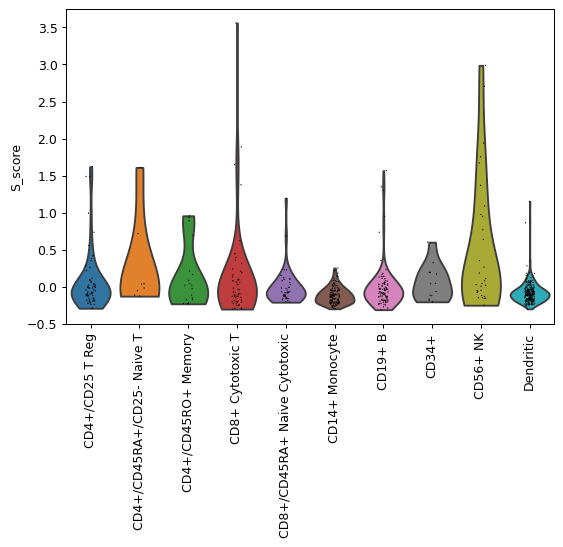 3.5
3.0
2.5
2.0
1.5
1.0
0.5
0.0
−0.5
S_score
CD4+/CD25 T Reg
CD4+/CD45RA+/CD25- Naive T
CD4+/CD45RO+ Memory
CD8+ Cytotoxic T
CD8+/CD45RA+ Naive Cytotoxic
CD14+ Monocyte
CD19+ B
CD34+
CD56+ NK
Dendritic